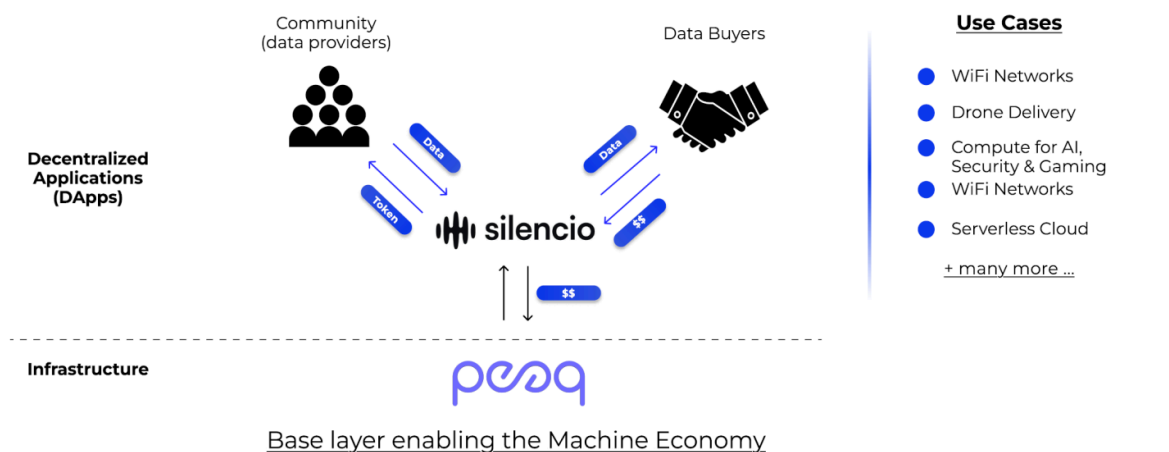 Community
(data providers)
Data Buyers
Data
Token
Data
$$
silencio
$$
Decentralized
Applications
(DApps)
Infrastructure
peaq
Base layer enabling the Machine Economy
Use Cases
WiFi Networks
Drone Delivery
Compute for AI,
Security & Gaming
WiFi Networks
Serverless Cloud
+ many more ...